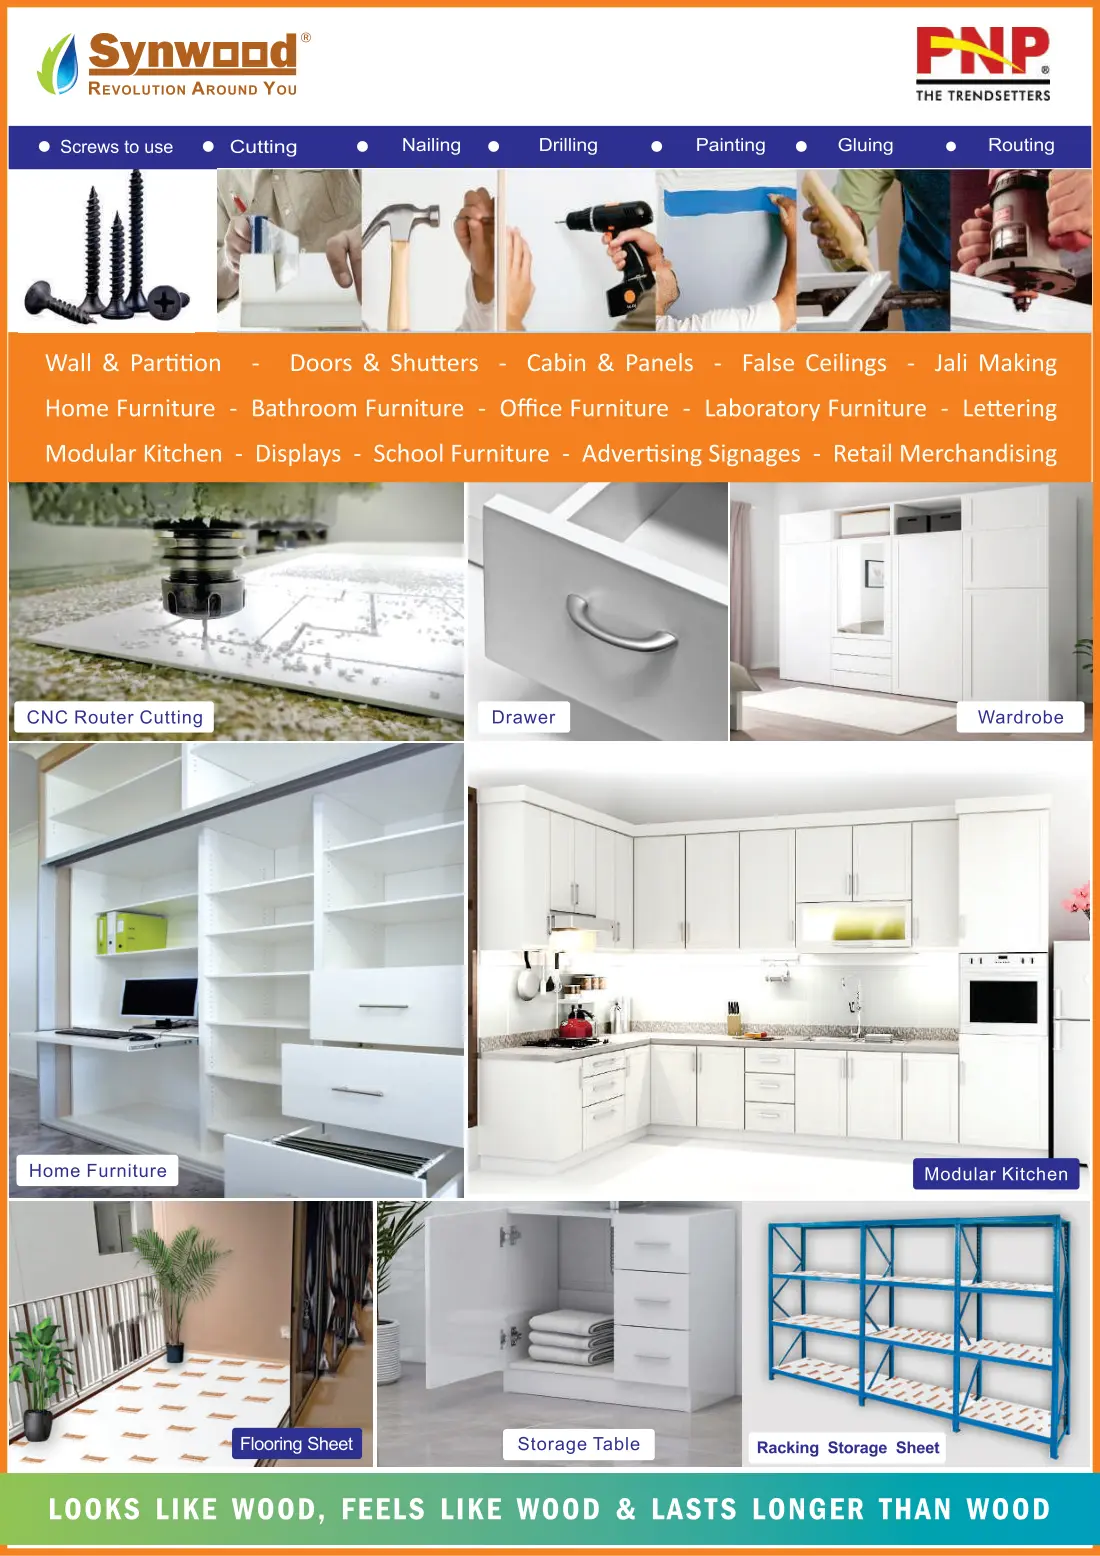 Synwood®
REVOLUTION AROUND YOU
PNP®
THE TRENDSETTERS
● Screws to use ● Cutting ● Nailing ● Drilling ● Painting ● Gluing ● Routing
Wall & Partition - Doors & Shutters - Cabin & Panels - False Ceilings - Jali Making
Home Furniture - Bathroom Furniture - Office Furniture - Laboratory Furniture - Lettering
Modular Kitchen - Displays - School Furniture - Advertising Signages - Retail Merchandising
CNC Router Cutting
Drawer
Wardrobe
Home Furniture
Modular Kitchen
Flooring Sheet
Storage Table
Racking Storage Sheet
LOOKS LIKE WOOD, FEELS LIKE WOOD & LASTS LONGER THAN WOOD